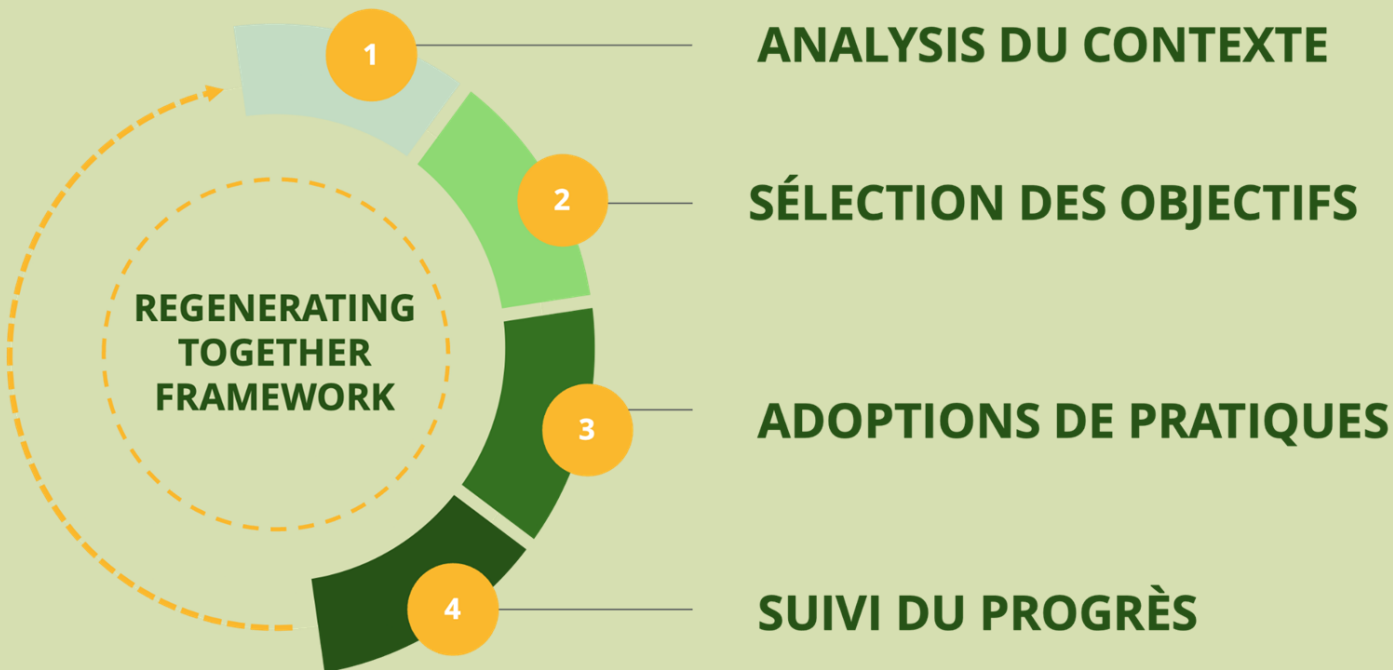 1
ANALYSIS DU CONTEXTE
2
SÉLECTION DES OBJECTIFS
REGENERATING
TOGETHER
FRAMEWORK
3
ADOPTIONS DE PRATIQUES
4
SUIVI DU PROGRÈS